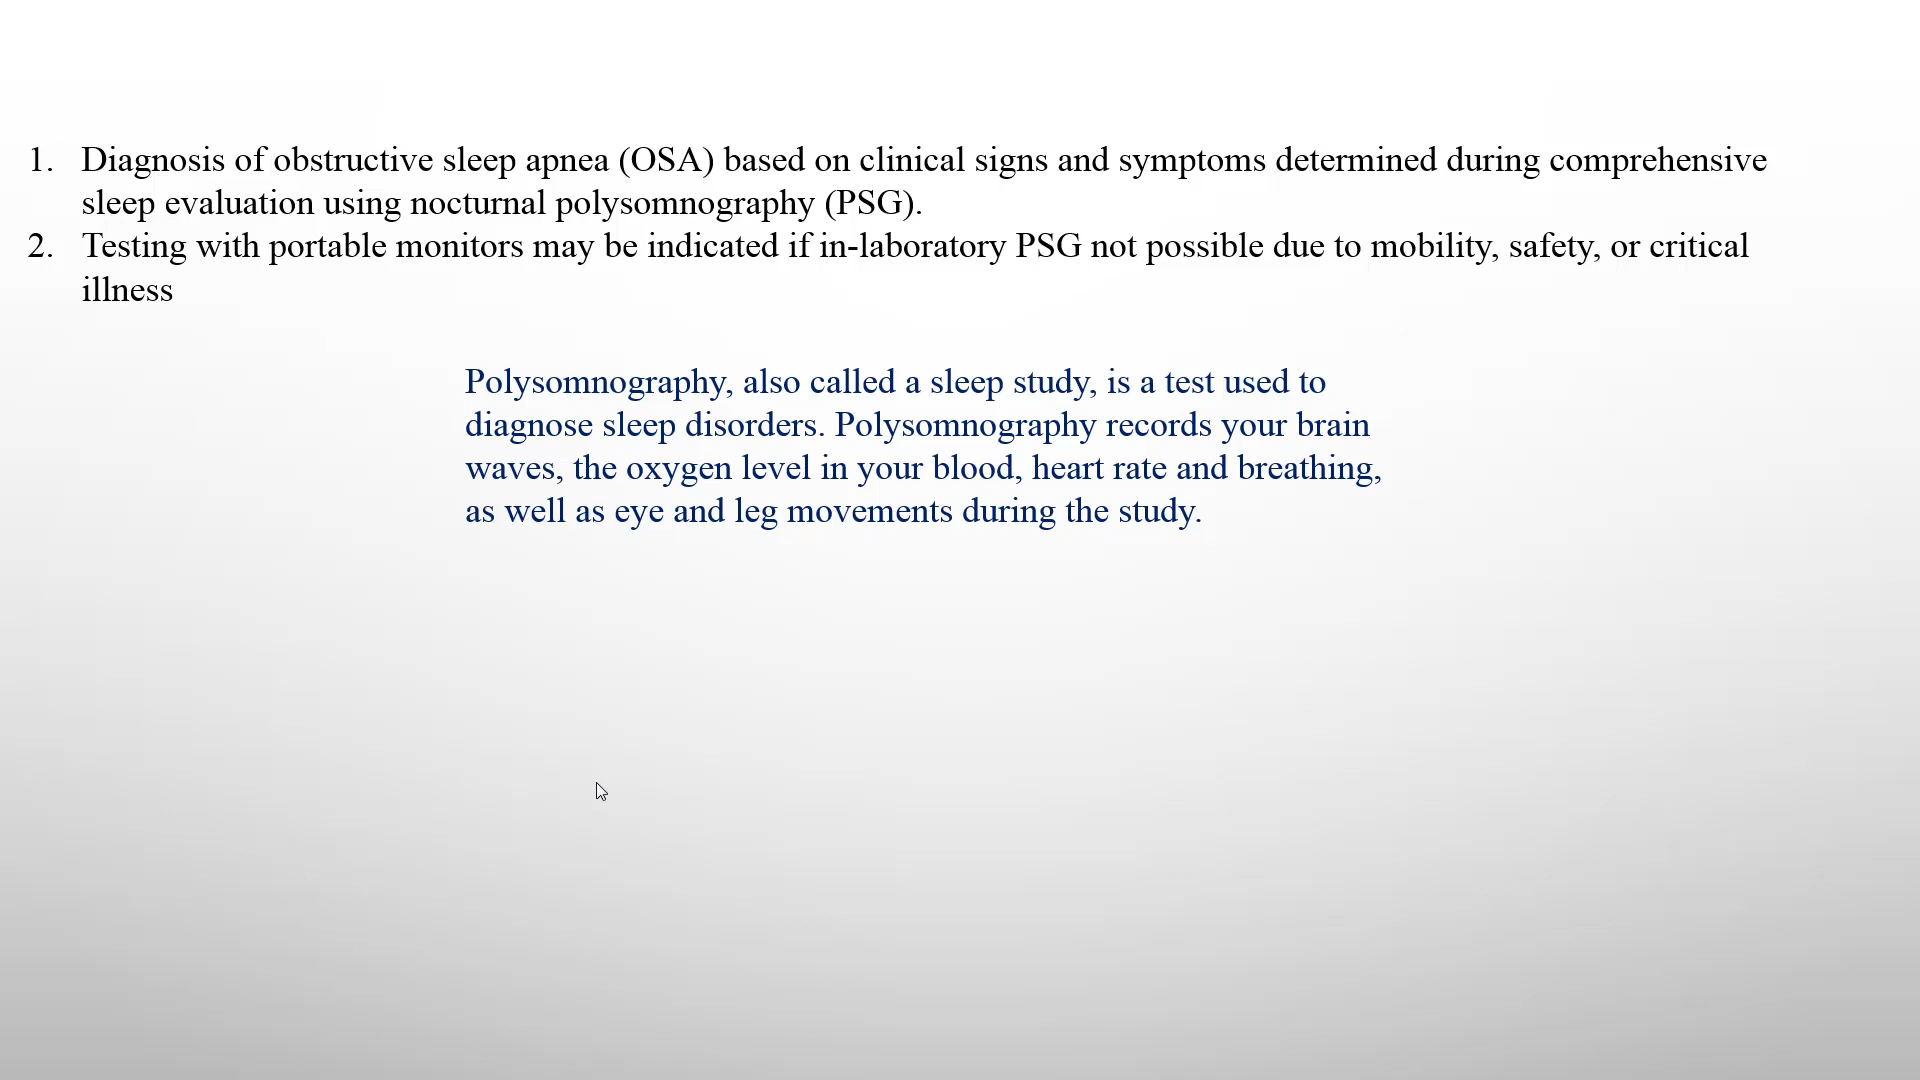 1. Diagnosis of obstructive sleep apnea (OSA) based on clinical signs and symptoms determined during comprehensive
sleep evaluation using nocturnal polysomnography (PSG).
2. Testing with portable monitors may be indicated if in-laboratory PSG not possible due to mobility, safety, or critical
illness
Polysomnography, also called a sleep study, is a test used to
diagnose sleep disorders. Polysomnography records your brain
waves, the oxygen level in your blood, heart rate and breathing,
as well as eye and leg movements during the study.